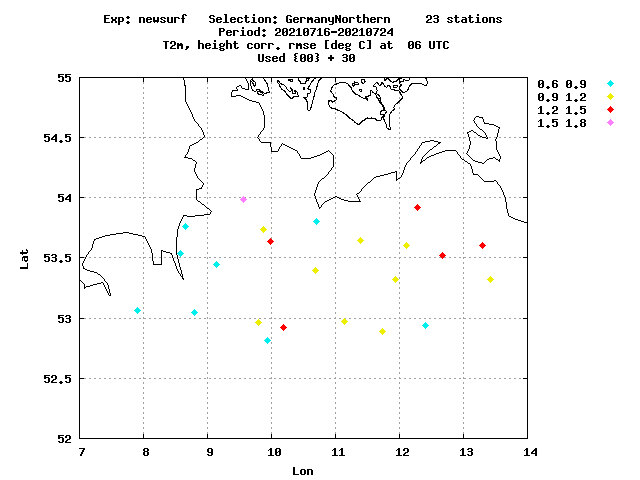 Exp: newsurf   Selection: GermanyNorthern     23 stations
Period: 20210716-20210724
T2m, height corr. rmse [deg C] at  06 UTC
Used {00} + 30
0.6 0.9
0.9 1.2
1.2 1.5
1.5 1.8
55
54.5
54
53.5
53
52.5
52
Lat
7 8 9 10 11 12 13 14
Lon